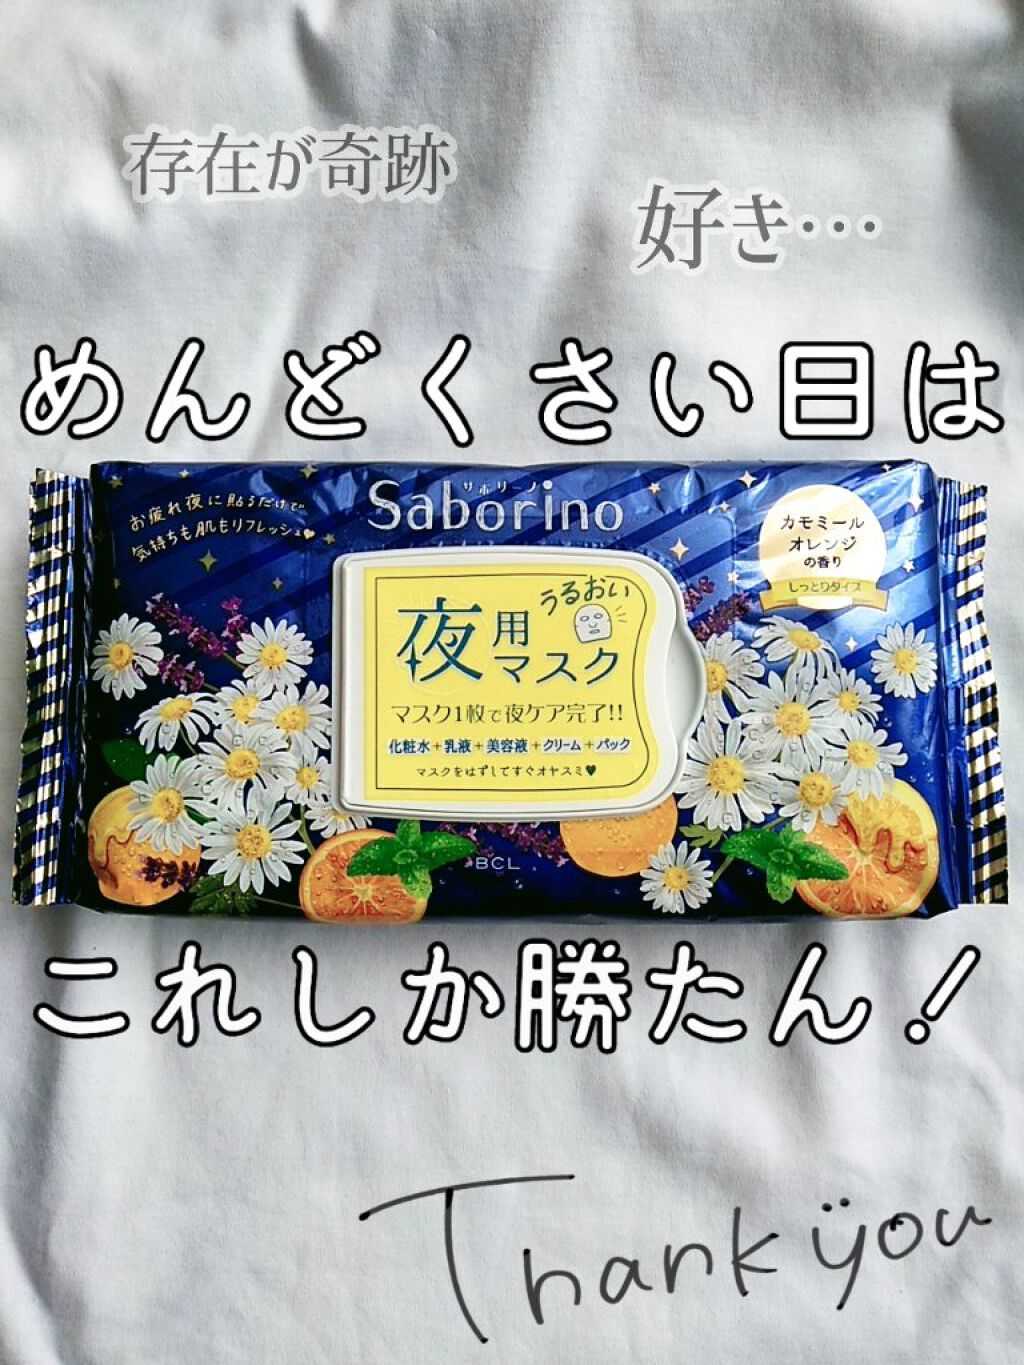 存在が奇跡
好き…
めんどくさい日は
サボリーノ
Saborino
お疲れ夜に貼るだけで
気持ちも肌もリフレッシュ♥
カモミール
オレンジ
の香り
しっとりタイプ
うるおい
夜用
マスク
マスク1枚で夜ケア完了!!
化粧水+乳液+美容液+クリーム+パック
マスクをはずしてすぐオヤスミ♥
BCL
これしか勝たん！
Thank ÿou